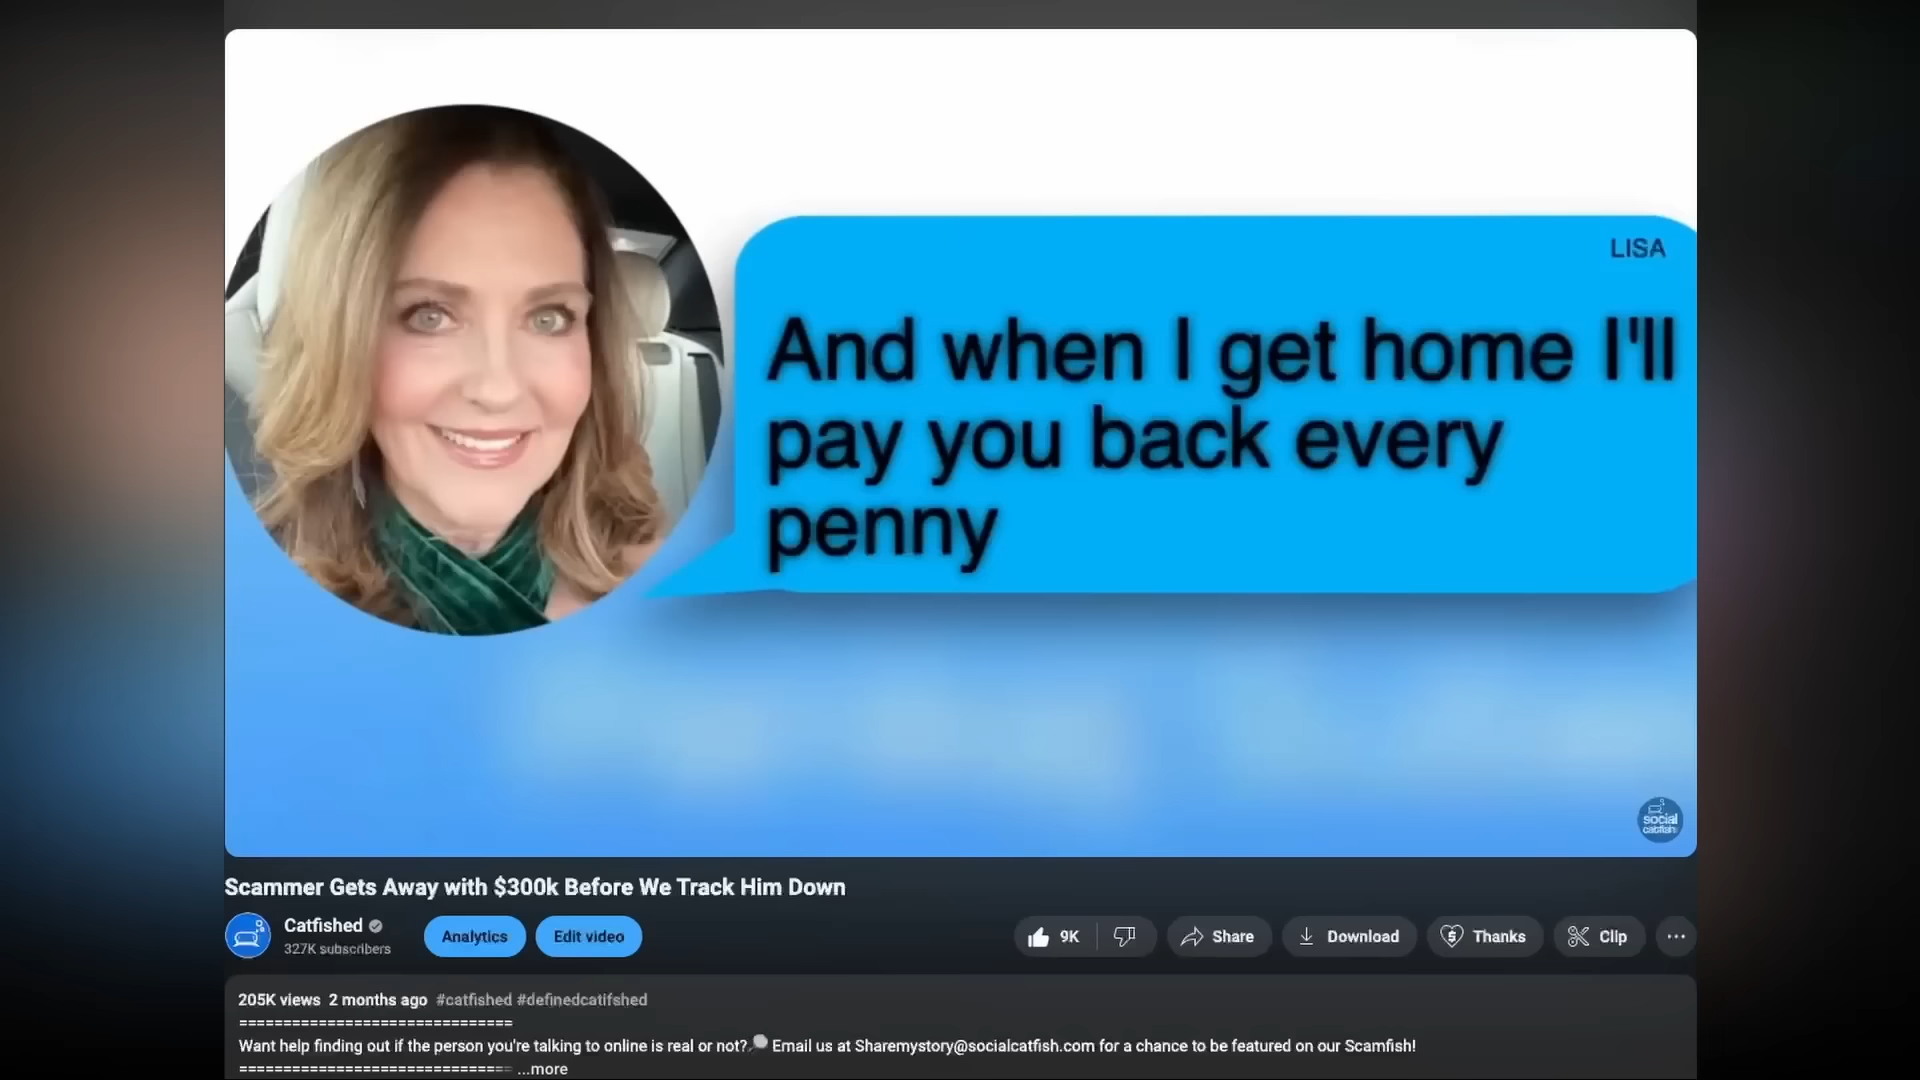 LISA
And when I get home I'll
pay you back every
penny
social
catfish
Scammer Gets Away with $300k Before We Track Him Down
Catfished
327K subscribers
Analytics
Edit video
9K
Share
Download
Thanks
Clip
205K views 2 months ago #catfished #definedcatifshed
===============================
Want help finding out if the person you're talking to online is real or not? Email us at Sharemystory@socialcatfish.com for a chance to be featured on our Scamfish!
=============================== ...more